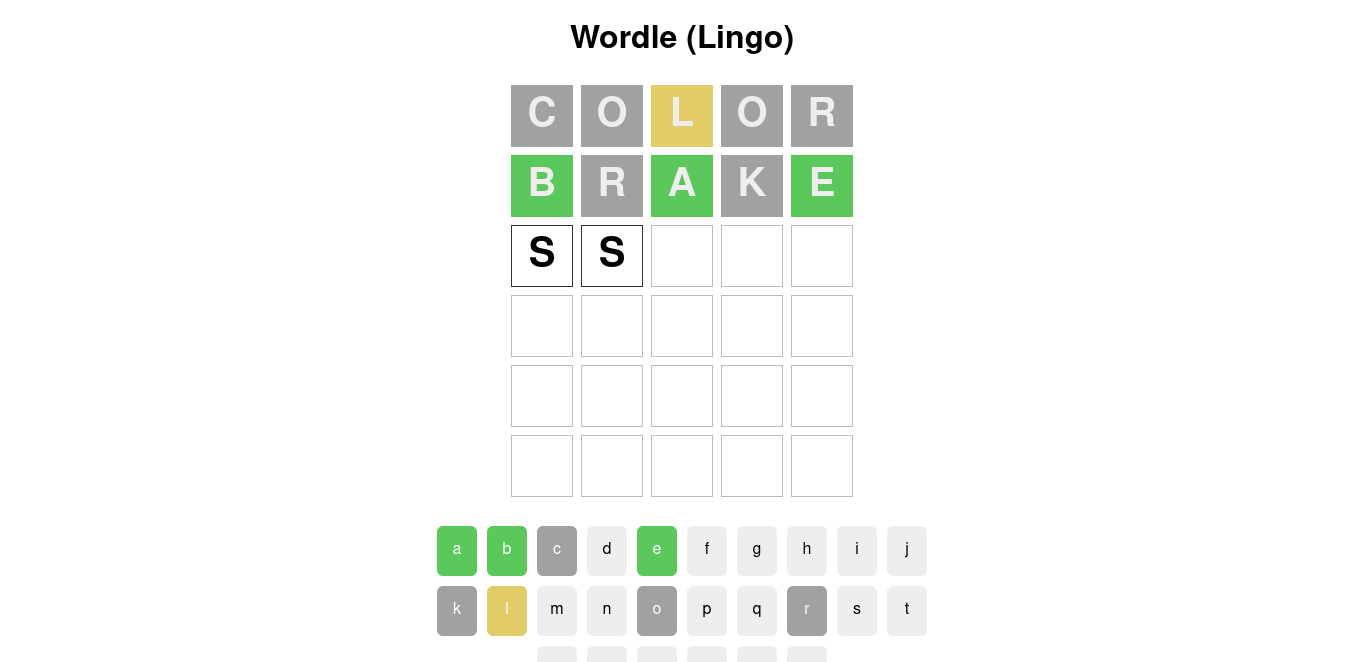 Wordle (Lingo)
C O L O R
B R A K E
S S
a b c d e f g h i j
k l m n o p q r s t